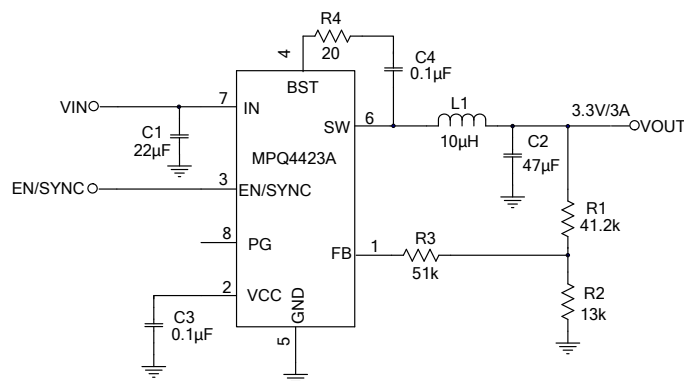 R4
20
4
C4
0.1µF
BST
VIN
7
IN
C1
22µF
SW
6
L1
10µH
3.3V/3A
VOUT
C2
47µF
MPQ4423A
EN/SYNC
3
EN/SYNC
R1
41.2k
8
PG
FB
1
R3
51k
2
VCC
C3
0.1µF
GND
5
R2
13k